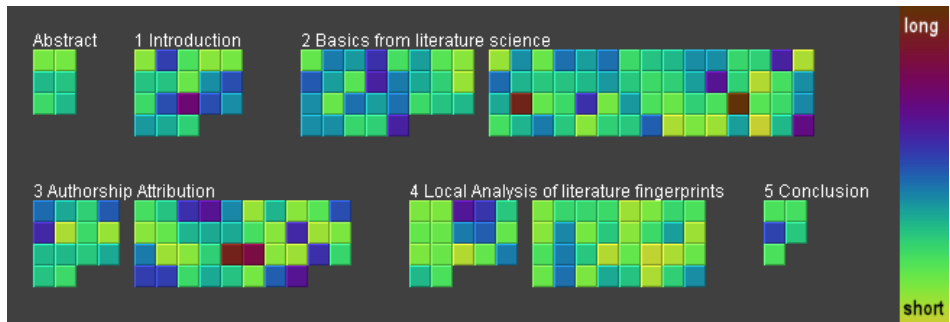 Abstract
1 Introduction
2 Basics from literature science
long
3 Authorship Attribution
4 Local Analysis of literature fingerprints
5 Conclusion
short